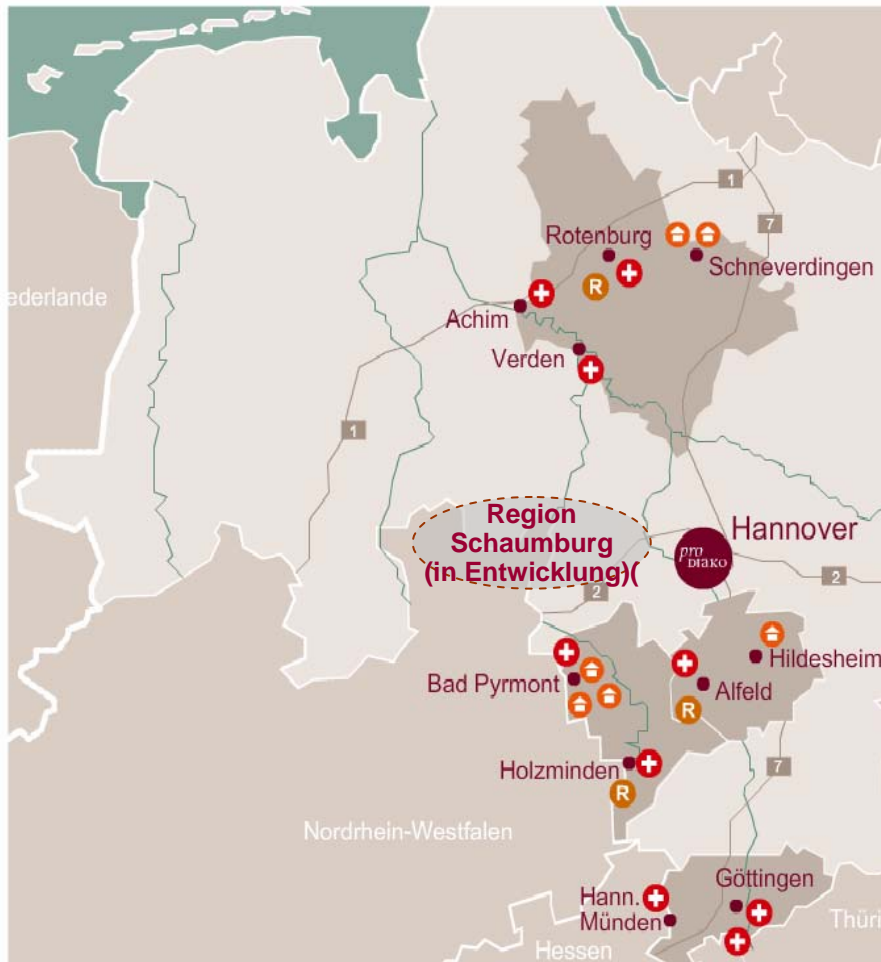 1
7
Rotenburg
Schneverdingen
R
ederlande
Achim
Verden
1
Region
Schaumburg
(in Entwicklung)(
Hannover
pro
DIAKO
2
2
Hildesheim
Bad Pyrmont
Alfeld
R
Holzminden
7
R
Nordrhein-Westfalen
Göttingen
Hann.
Münden
Thüri
Hessen